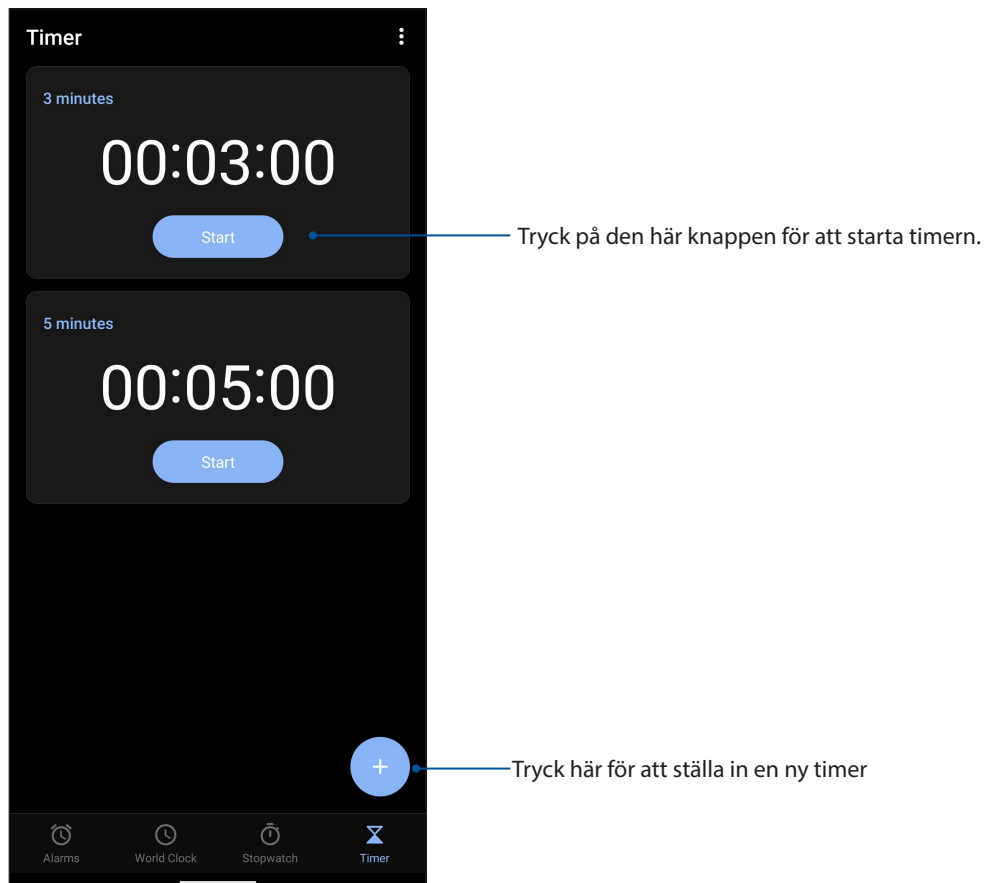 Timer
3 minutes
00:03:00
Start
Tryck på den här knappen för att starta timern.
5 minutes
00:05:00
Start
+
Tryck här för att ställa in en ny timer
Alarms
World Clock
Stopwatch
Timer